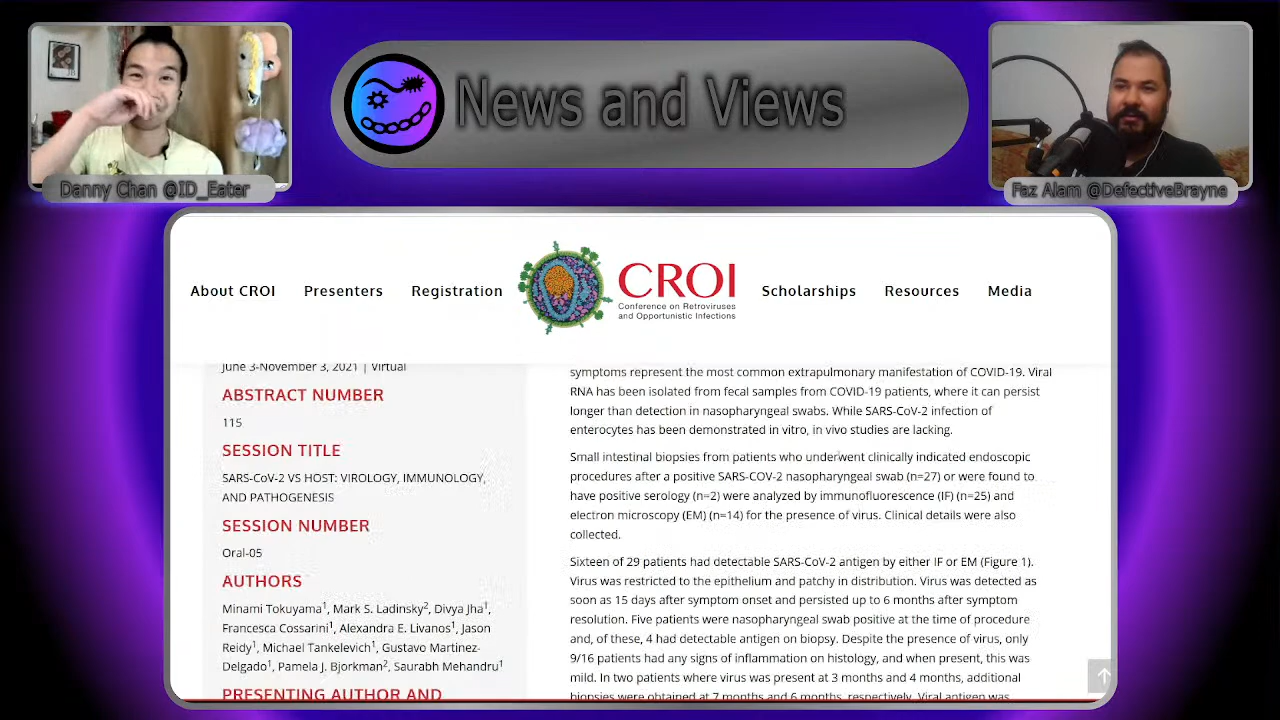 News and Views
Danny Chan @ID_Eater
Faz Alam @DefectiveBrayne
About CROI
Presenters
Registration
CROI
Conference on Retroviruses
and Opportunistic Infections
Scholarships
Resources
Media
June 3-November 3, 2021 | Virtual
ABSTRACT NUMBER
115
SESSION TITLE
SARS-CoV-2 VS HOST: VIROLOGY, IMMUNOLOGY,
AND PATHOGENESIS
SESSION NUMBER
Oral-05
AUTHORS
Minami Tokuyama¹, Mark S. Ladinsky², Divya Jha¹,
Francesca Cossarini¹, Alexandra E. Livanos¹, Jason
Reidy¹, Michael Tankelevich¹, Gustavo Martinez-
Delgado¹, Pamela J. Bjorkman², Saurabh Mehandru¹
PRESENTING AUTHOR AND
symptoms represent the most common extrapulmonary manifestation of COVID-19. Viral
RNA has been isolated from fecal samples from COVID-19 patients, where it can persist
longer than detection in nasopharyngeal swabs. While SARS-CoV-2 infection of
enterocytes has been demonstrated in vitro, in vivo studies are lacking.
Small intestinal biopsies from patients who underwent clinically indicated endoscopic
procedures after a positive SARS-COV-2 nasopharyngeal swab (n=27) or were found to
have positive serology (n=2) were analyzed by immunofluorescence (IF) (n=25) and
electron microscopy (EM) (n=14) for the presence of virus. Clinical details were also
collected.
Sixteen of 29 patients had detectable SARS-CoV-2 antigen by either IF or EM (Figure 1).
Virus was restricted to the epithelium and patchy in distribution. Virus was detected as
soon as 15 days after symptom onset and persisted up to 6 months after symptom
resolution. Five patients were nasopharyngeal swab positive at the time of procedure
and, of these, 4 had detectable antigen on biopsy. Despite the presence of virus, only
9/16 patients had any signs of inflammation on histology, and when present, this was
mild. In two patients where virus was present at 3 months and 4 months, additional
biopsies were obtained at 7 months and 6 months, respectively. Viral antigen was